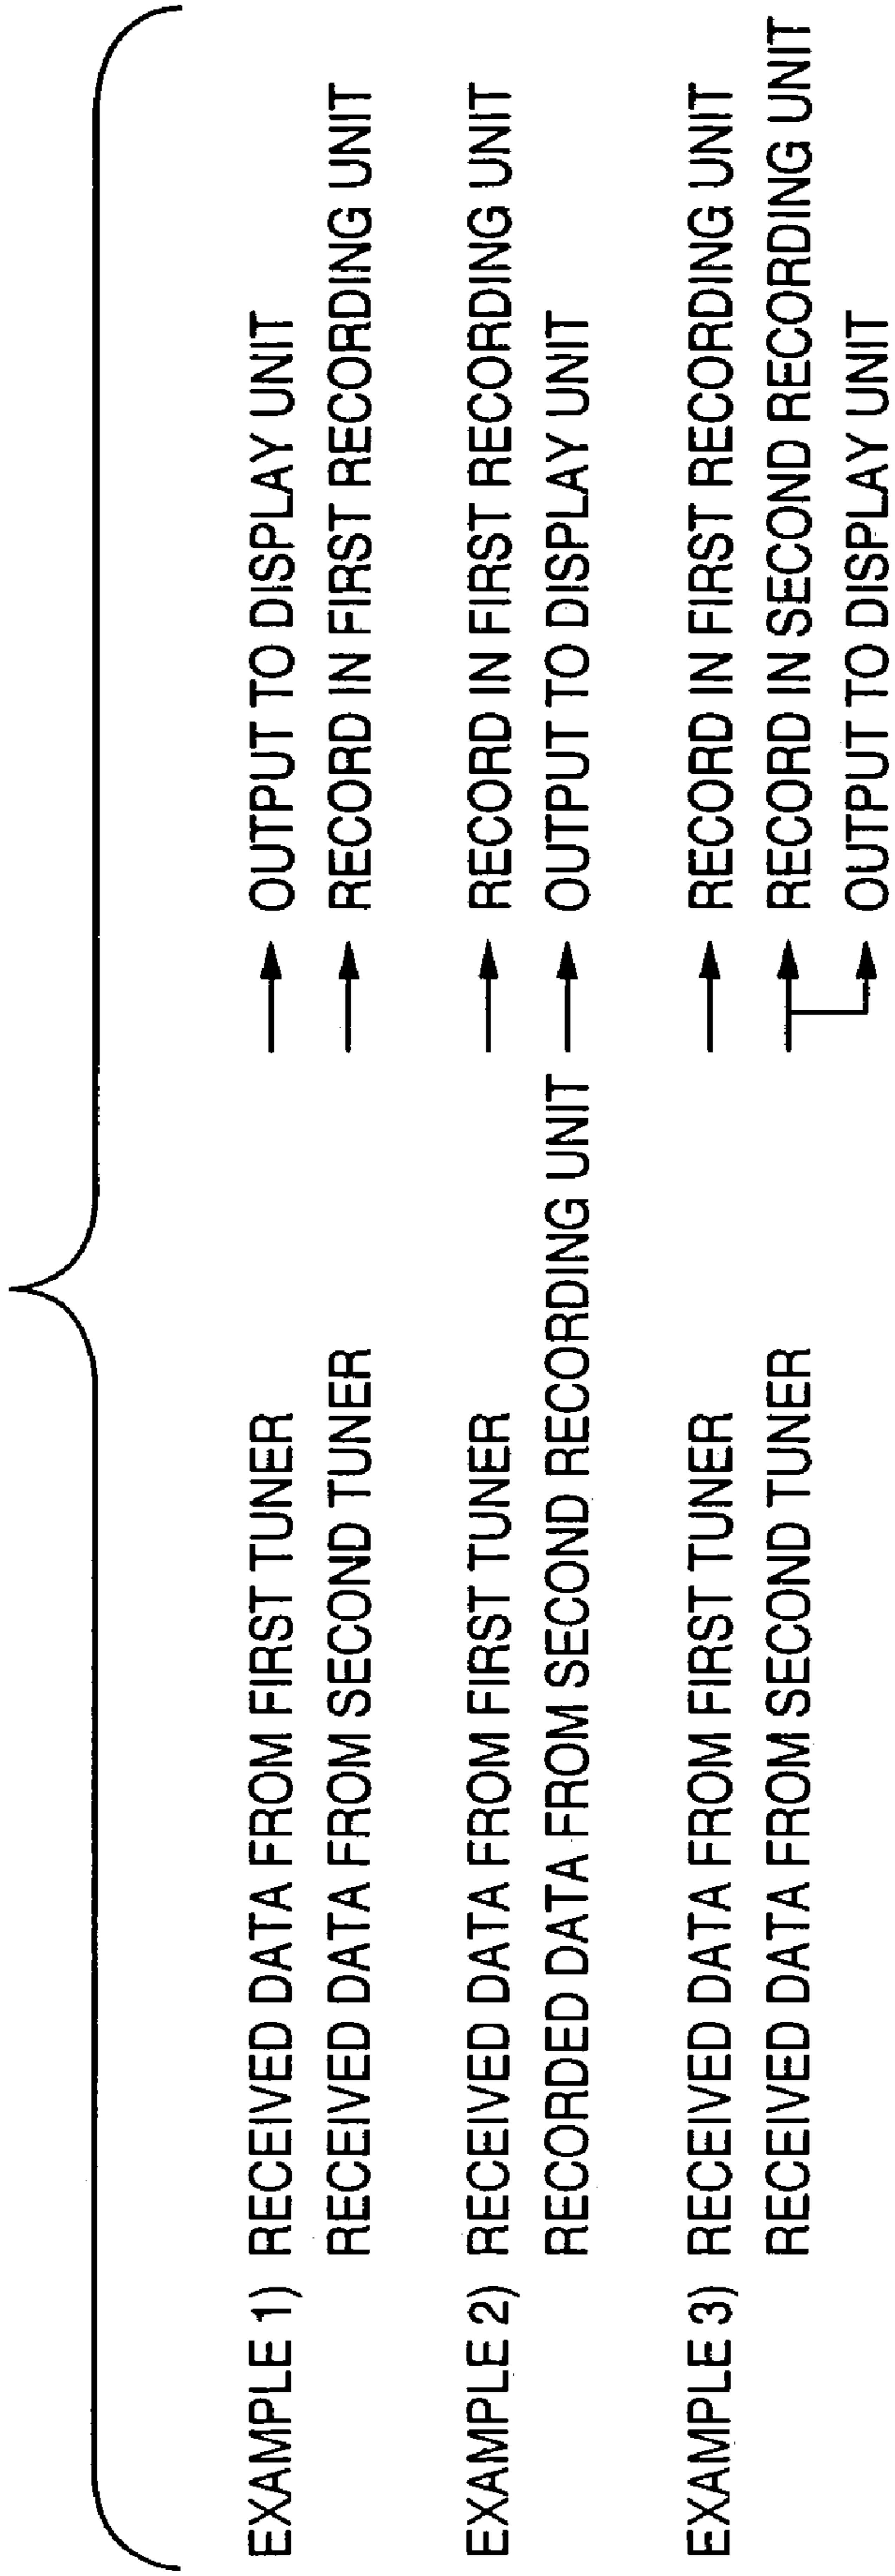 EXAMPLE 1) RECEIVED DATA FROM FIRST TUNER → OUTPUT TO DISPLAY UNIT
RECEIVED DATA FROM SECOND TUNER → RECORD IN FIRST RECORDING UNIT
EXAMPLE 2) RECEIVED DATA FROM FIRST TUNER → RECORD IN FIRST RECORDING UNIT
RECORDED DATA FROM SECOND RECORDING UNIT → OUTPUT TO DISPLAY UNIT
EXAMPLE 3) RECEIVED DATA FROM FIRST TUNER → RECORD IN FIRST RECORDING UNIT
RECEIVED DATA FROM SECOND TUNER → RECORD IN SECOND RECORDING UNIT
OUTPUT TO DISPLAY UNIT